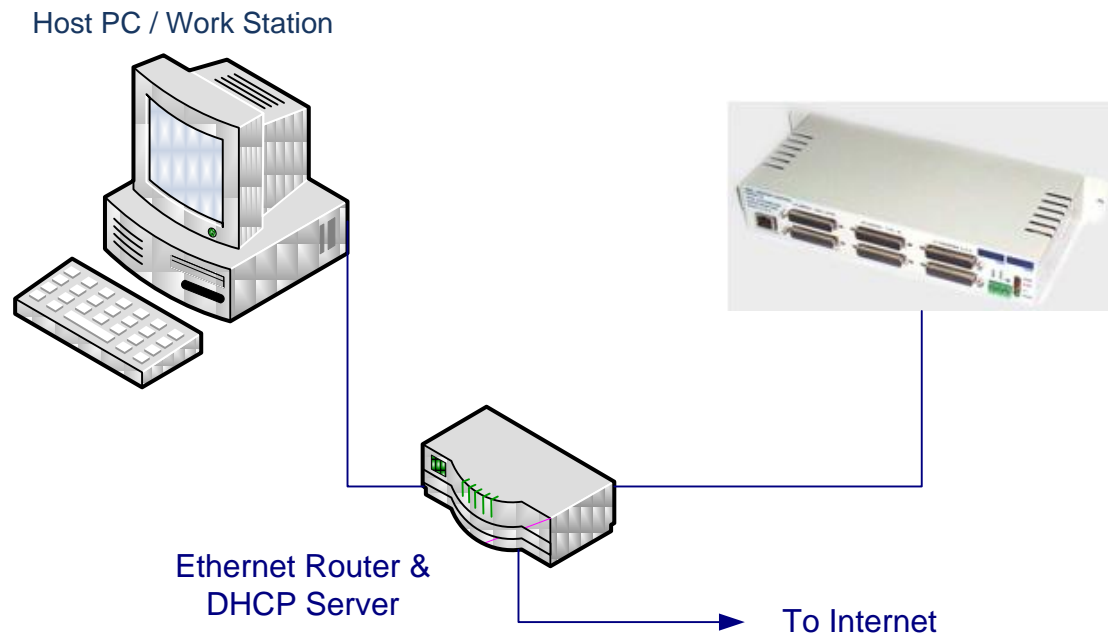 Host PC / Work Station
Ethernet Router &
DHCP Server
To Internet